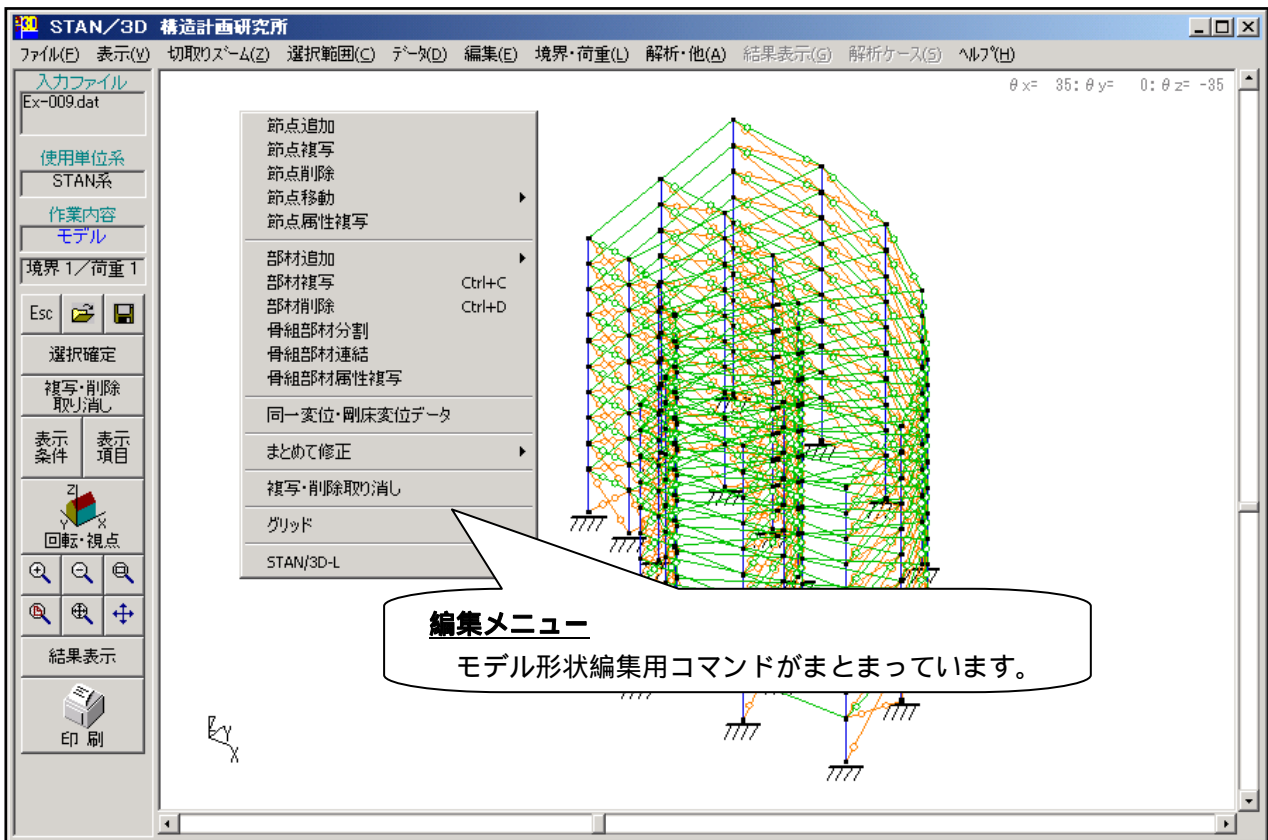 STAN／3D 構造計画研究所
ファイル(F) 表示(V) 切取りズーム(Z) 選択範囲(C) データ(D) 編集(E) 境界・荷重(L) 解析・他(A) 結果表示(G) 解析ケース(S) ヘルプ(H)
入力ファイル
Ex-009.dat
使用単位系
STAN系
作業内容
モデル
境界 1／荷重 1
Esc
選択確定
複写・削除
取り消し
表示
条件
表示
項目
Z
Y X
回転・視点
結果表示
印 刷
θx= 35:θy= 0:θz= -35
節点追加
節点複写
節点削除
節点移動
節点属性複写
部材追加
部材複写 Ctrl+C
部材削除 Ctrl+D
骨組部材分割
骨組部材連結
骨組部材属性複写
同一変位・剛床変位データ
まとめて修正
複写・削除取り消し
グリッド
STAN/3D-L
編集メニュー
モデル形状編集用コマンドがまとまっています。
Y
X